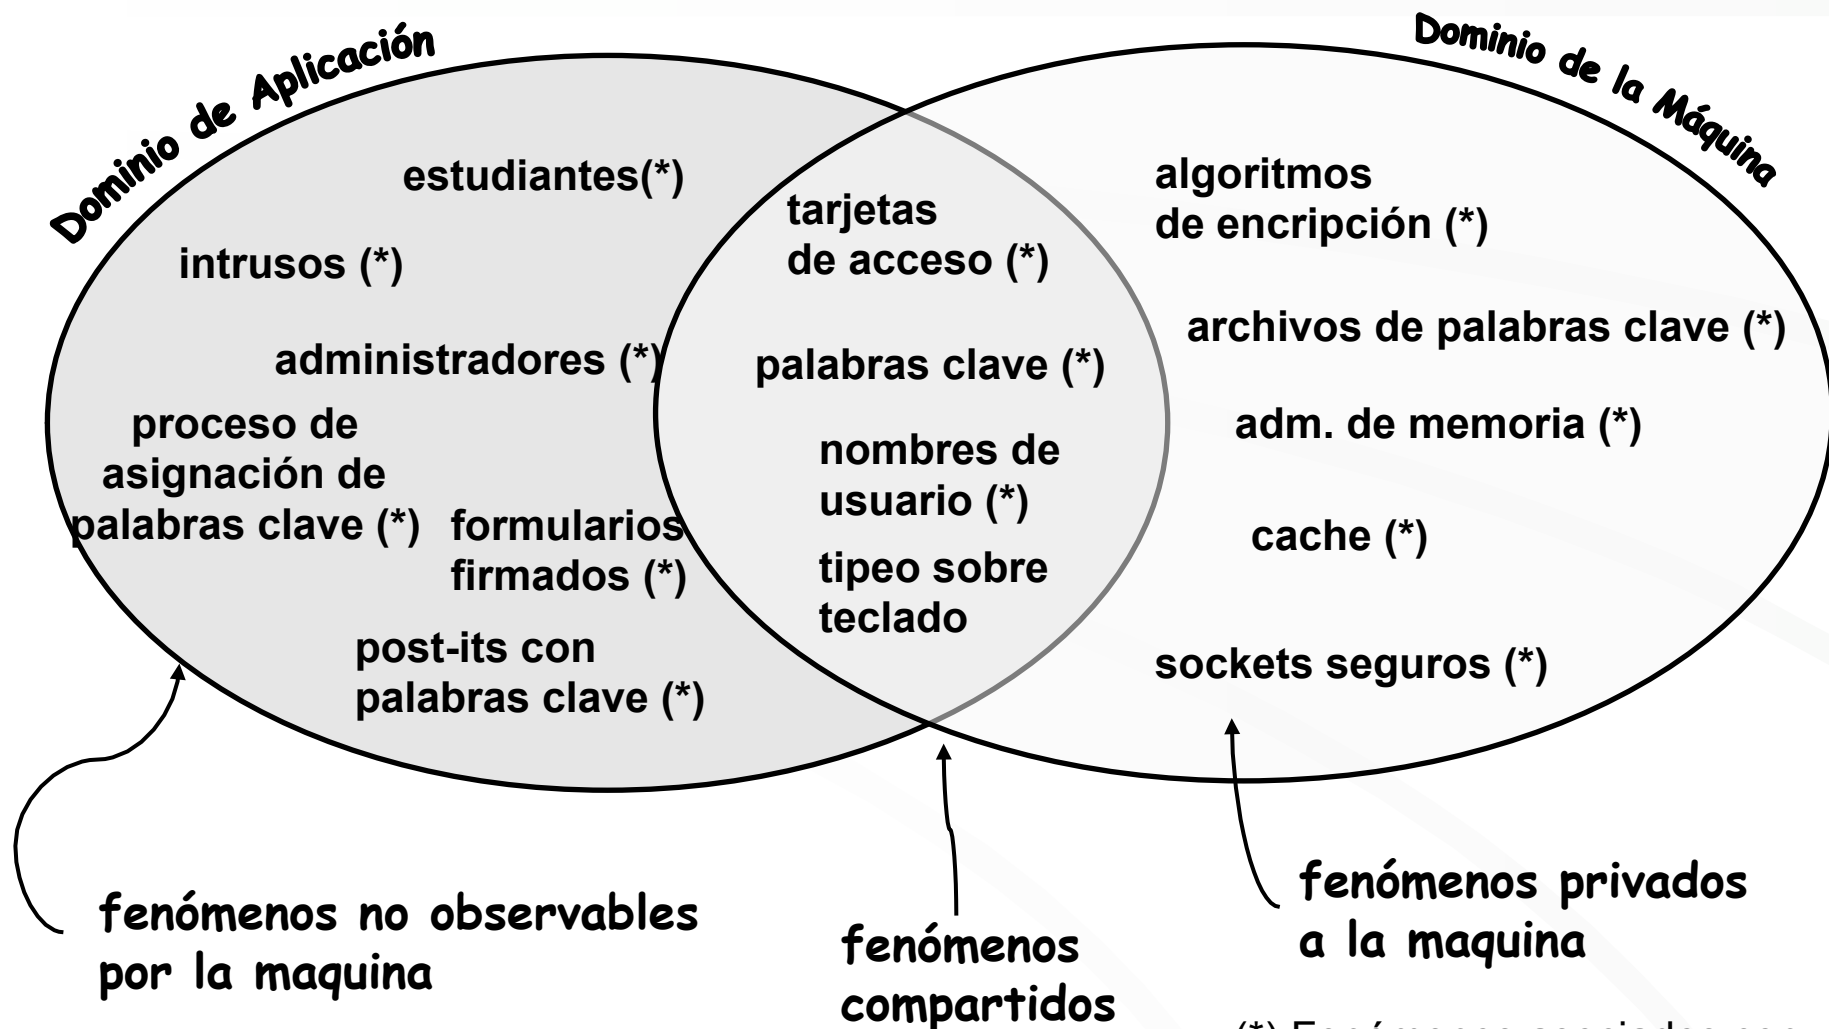 Dominio de Aplicación
Dominio de la Máquina
estudiantes(*)
intrusos (*)
administradores (*)
proceso de
asignación de
palabras clave (*)
formularios
firmados (*)
post-its con
palabras clave (*)
tarjetas
de acceso (*)
palabras clave (*)
nombres de
usuario (*)
tipeo sobre
teclado
algoritmos
de encripción (*)
archivos de palabras clave (*)
adm. de memoria (*)
cache (*)
sockets seguros (*)
fenómenos no observables
por la maquina
fenómenos
compartidos
fenómenos privados
a la maquina
(*) Fenómenos asociados con